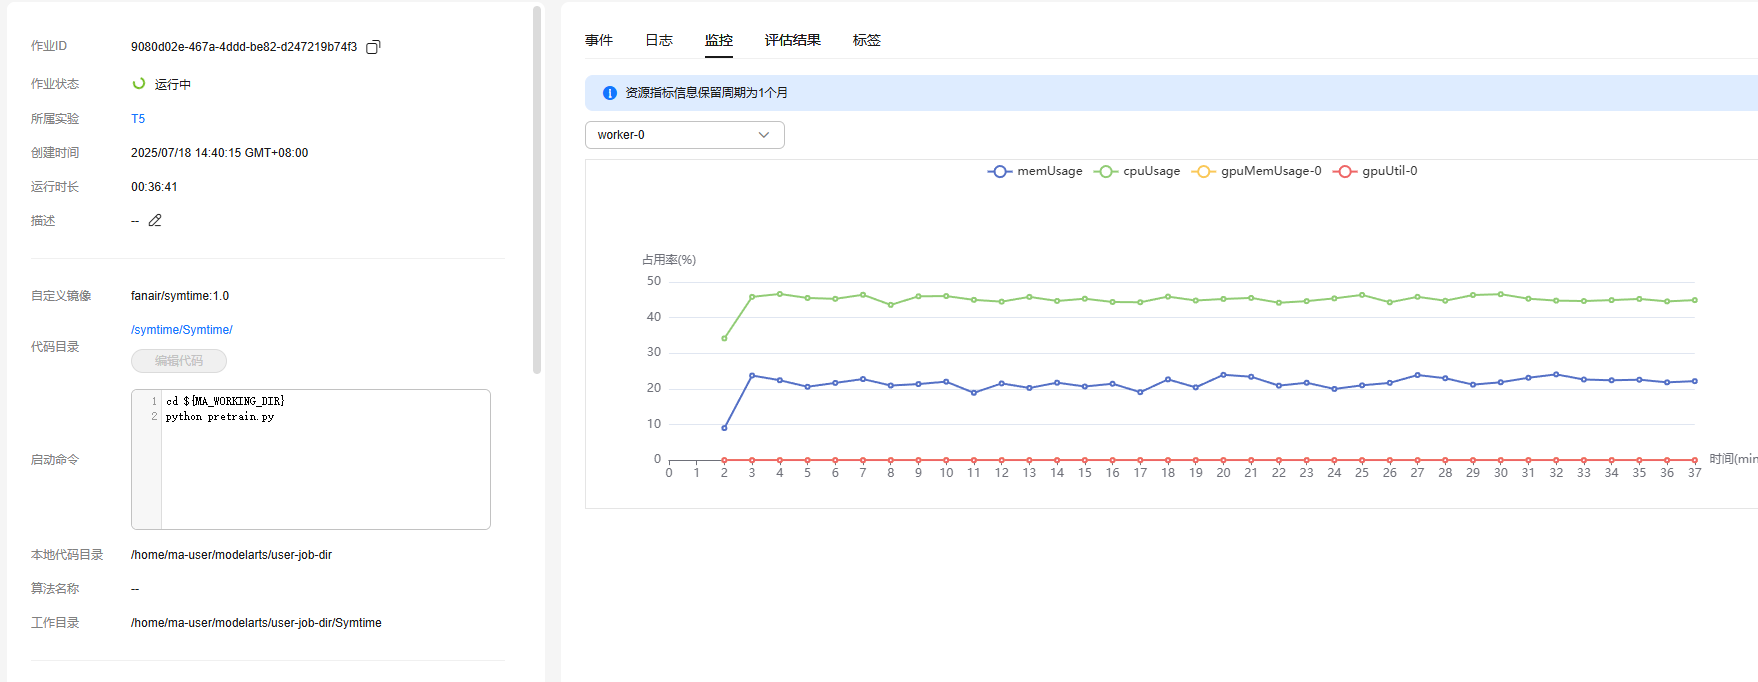 作业ID 9080d02e-467a-4ddd-be82-d247219b74f3
作业状态 运行中
所属实验 T5
创建时间 2025/07/18 14:40:15 GMT+08:00
运行时长 00:36:41
描述 --
自定义镜像 fanair/symtime:1.0
/symtime/Symtime/
代码目录
编辑代码
1 cd ${MA_WORKING_DIR}
2 python pretrain.py
启动命令
本地代码目录 /home/ma-user/modelarts/user-job-dir
算法名称 --
工作目录 /home/ma-user/modelarts/user-job-dir/Symtime
事件 日志 监控 评估结果 标签
资源指标信息保留周期为1个月
worker-0
memUsage cpuUsage gpuMemUsage-0 gpuUtil-0
占用率(%)
50
40
30
20
10
0
0 1 2 3 4 5 6 7 8 9 10 11 12 13 14 15 16 17 18 19 20 21 22 23 24 25 26 27 28 29 30 31 32 33 34 35 36 37
时间(min